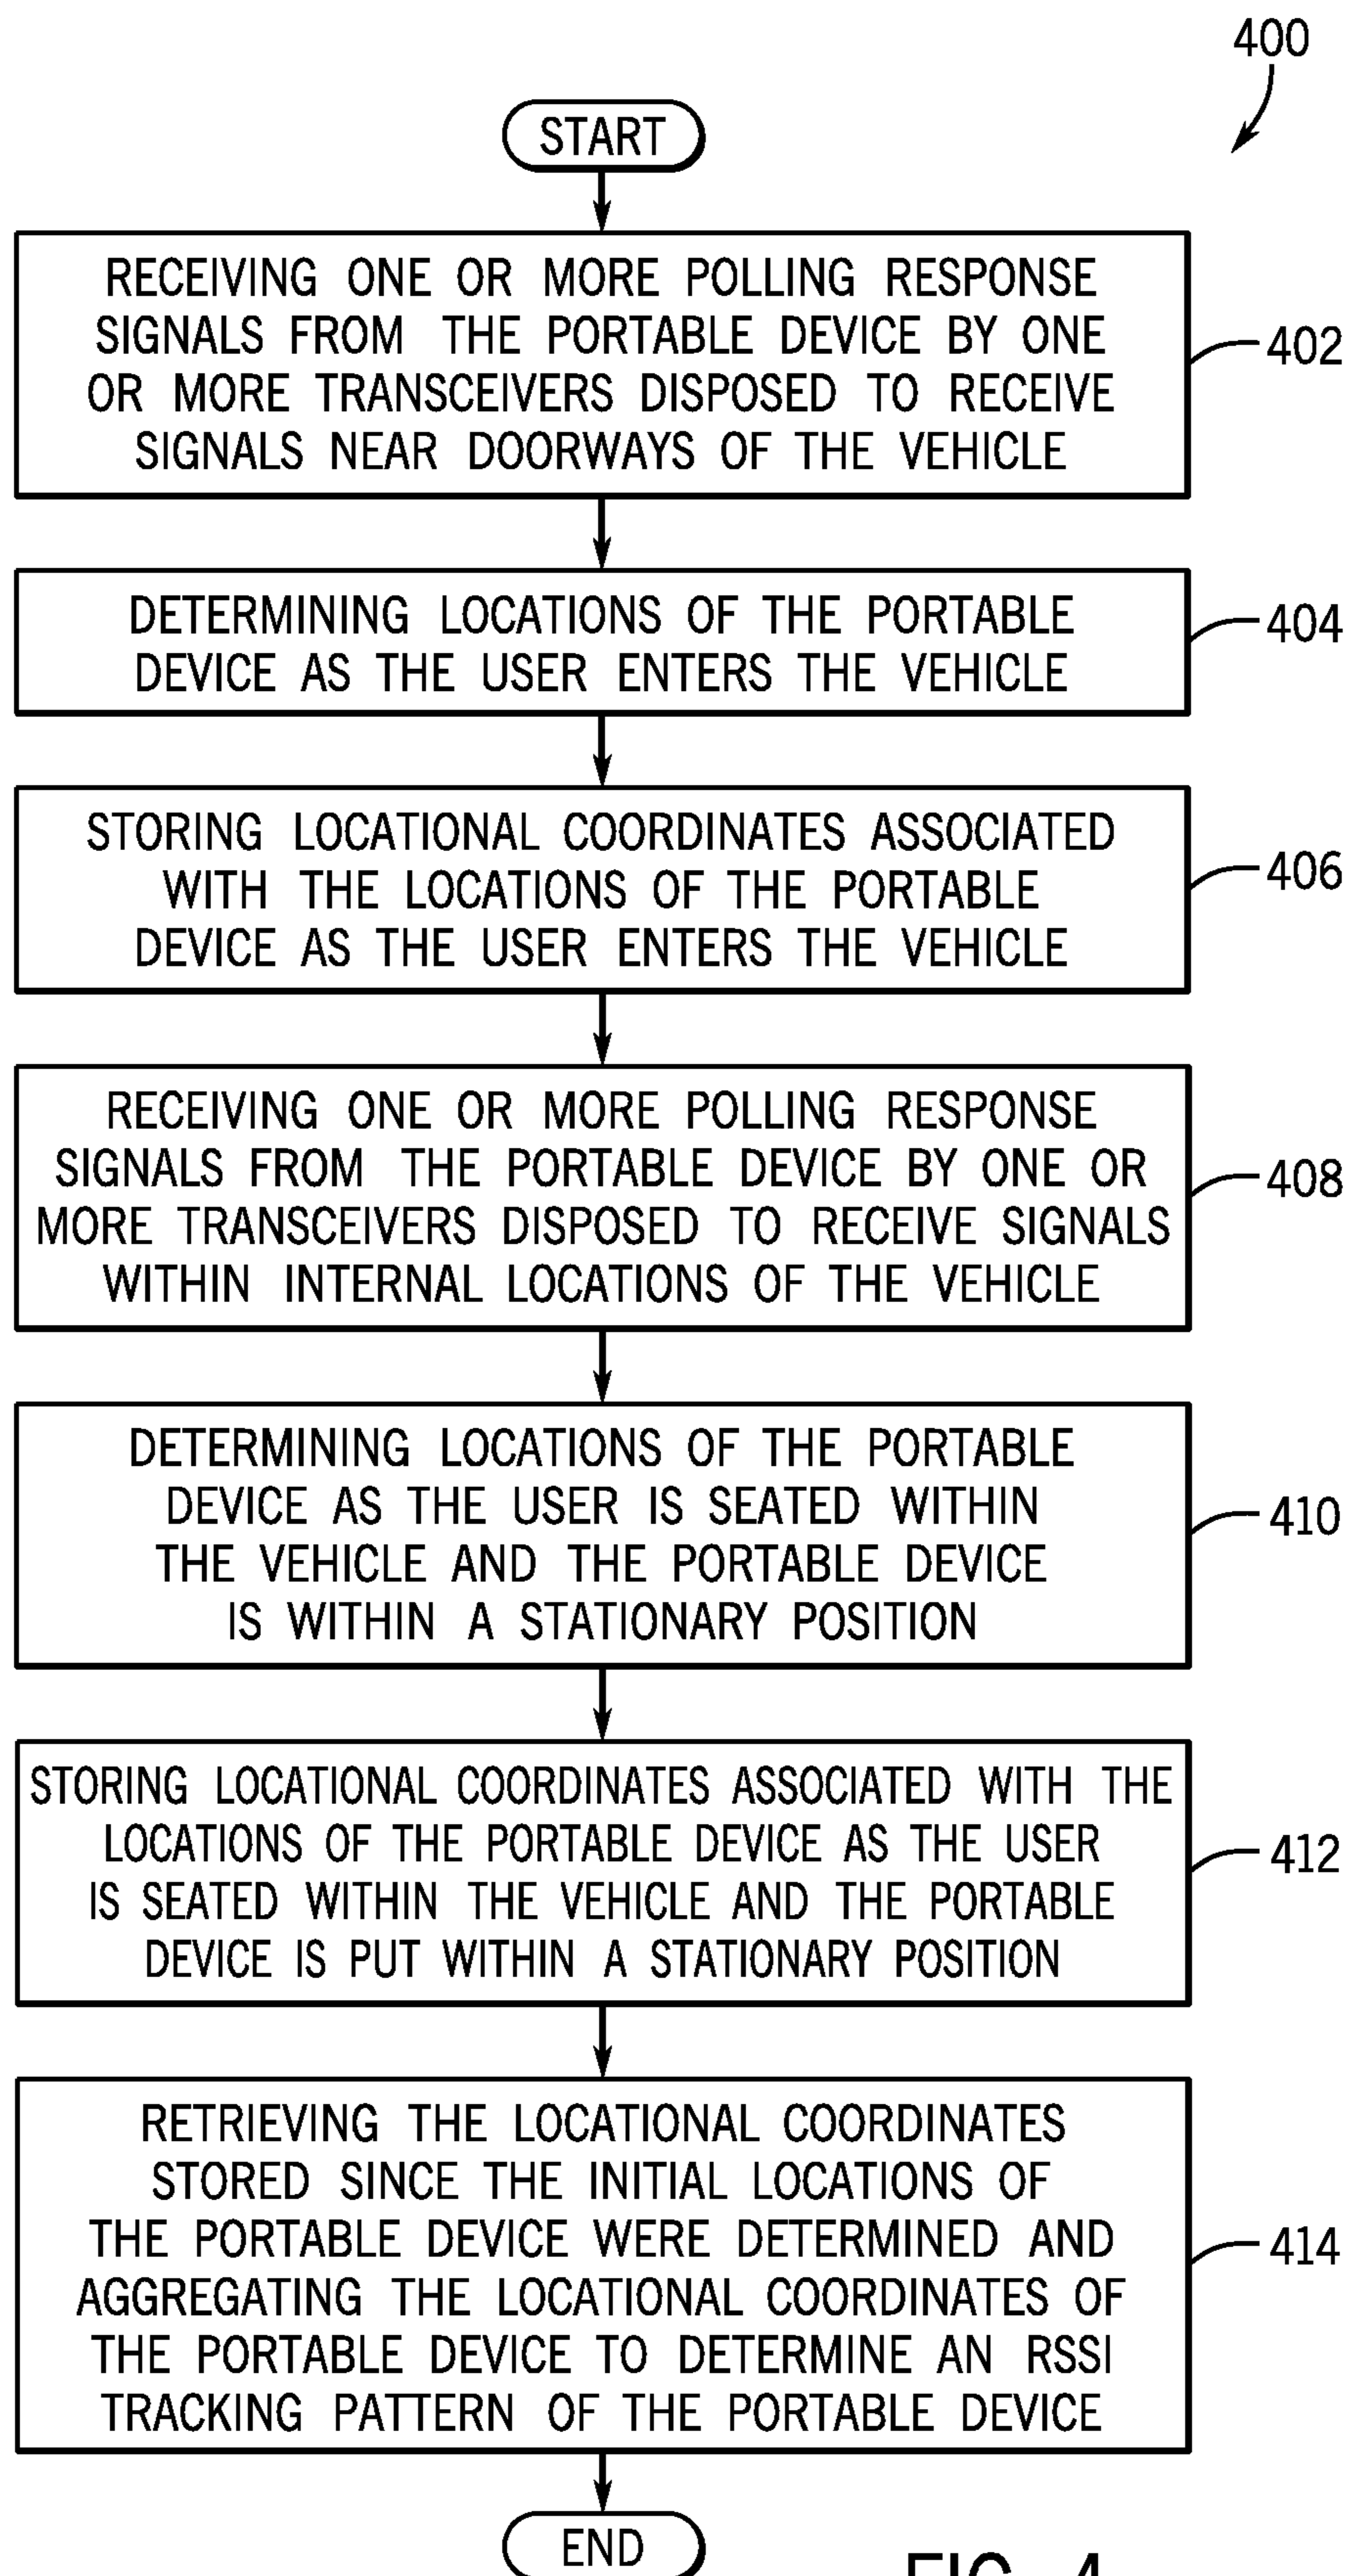 400
START
RECEIVING ONE OR MORE POLLING RESPONSE
SIGNALS FROM THE PORTABLE DEVICE BY ONE
OR MORE TRANSCEIVERS DISPOSED TO RECEIVE
SIGNALS NEAR DOORWAYS OF THE VEHICLE
402
DETERMINING LOCATIONS OF THE PORTABLE
DEVICE AS THE USER ENTERS THE VEHICLE
404
STORING LOCATIONAL COORDINATES ASSOCIATED
WITH THE LOCATIONS OF THE PORTABLE
DEVICE AS THE USER ENTERS THE VEHICLE
406
RECEIVING ONE OR MORE POLLING RESPONSE
SIGNALS FROM THE PORTABLE DEVICE BY ONE OR
MORE TRANSCEIVERS DISPOSED TO RECEIVE SIGNALS
WITHIN INTERNAL LOCATIONS OF THE VEHICLE
408
DETERMINING LOCATIONS OF THE PORTABLE
DEVICE AS THE USER IS SEATED WITHIN
THE VEHICLE AND THE PORTABLE DEVICE
IS WITHIN A STATIONARY POSITION
410
STORING LOCATIONAL COORDINATES ASSOCIATED WITH THE
LOCATIONS OF THE PORTABLE DEVICE AS THE USER
IS SEATED WITHIN THE VEHICLE AND THE PORTABLE
DEVICE IS PUT WITHIN A STATIONARY POSITION
412
RETRIEVING THE LOCATIONAL COORDINATES
STORED SINCE THE INITIAL LOCATIONS OF
THE PORTABLE DEVICE WERE DETERMINED AND
AGGREGATING THE LOCATIONAL COORDINATES OF
THE PORTABLE DEVICE TO DETERMINE AN RSSI
TRACKING PATTERN OF THE PORTABLE DEVICE
414
END
FIG. 4